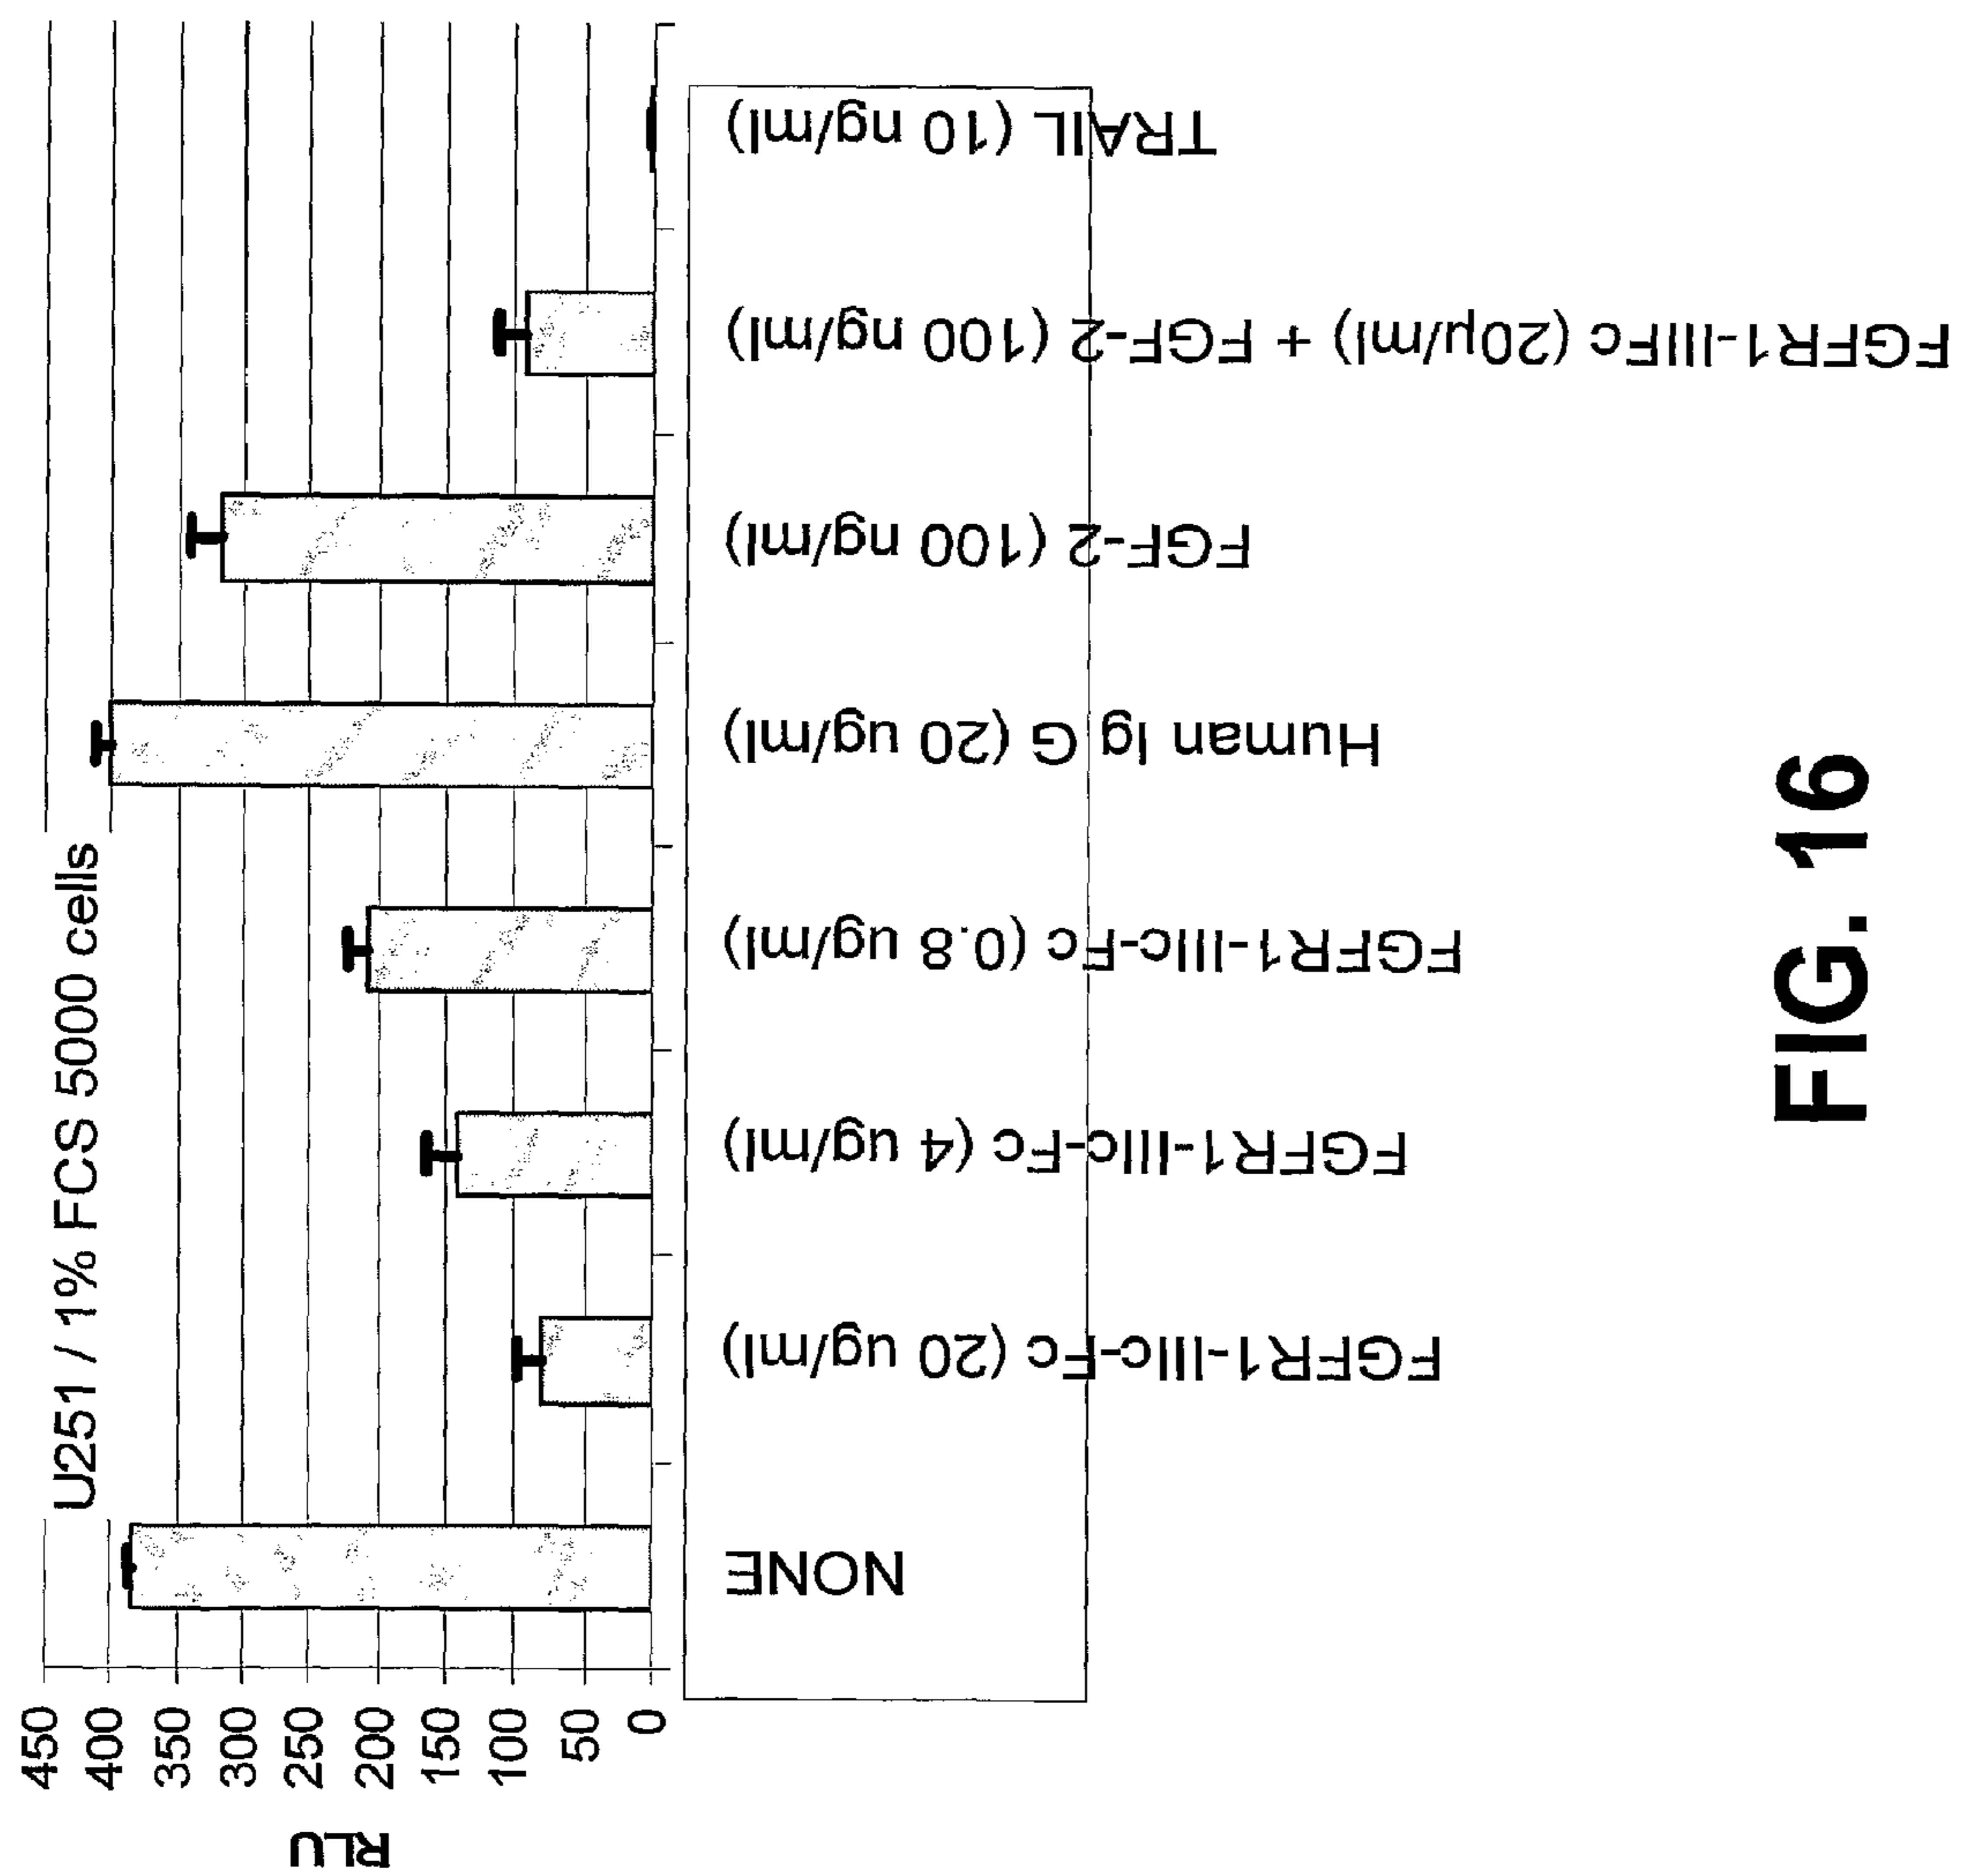 U251 / 1% FCS 5000 cells
RLU
450
400
350
300
250
200
150
100
50
0
NONE
FGFR1-IIIc-Fc (20 ug/ml)
FGFR1-IIIc-Fc (4 ug/ml)
FGFR1-IIIc-Fc (0.8 ug/ml)
Human Ig G (20 ug/ml)
FGF-2 (100 ng/ml)
FGFR1-IIIFc (20µ/ml) + FGF-2 (100 ng/ml)
TRAIL (10 ng/ml)
FIG. 16